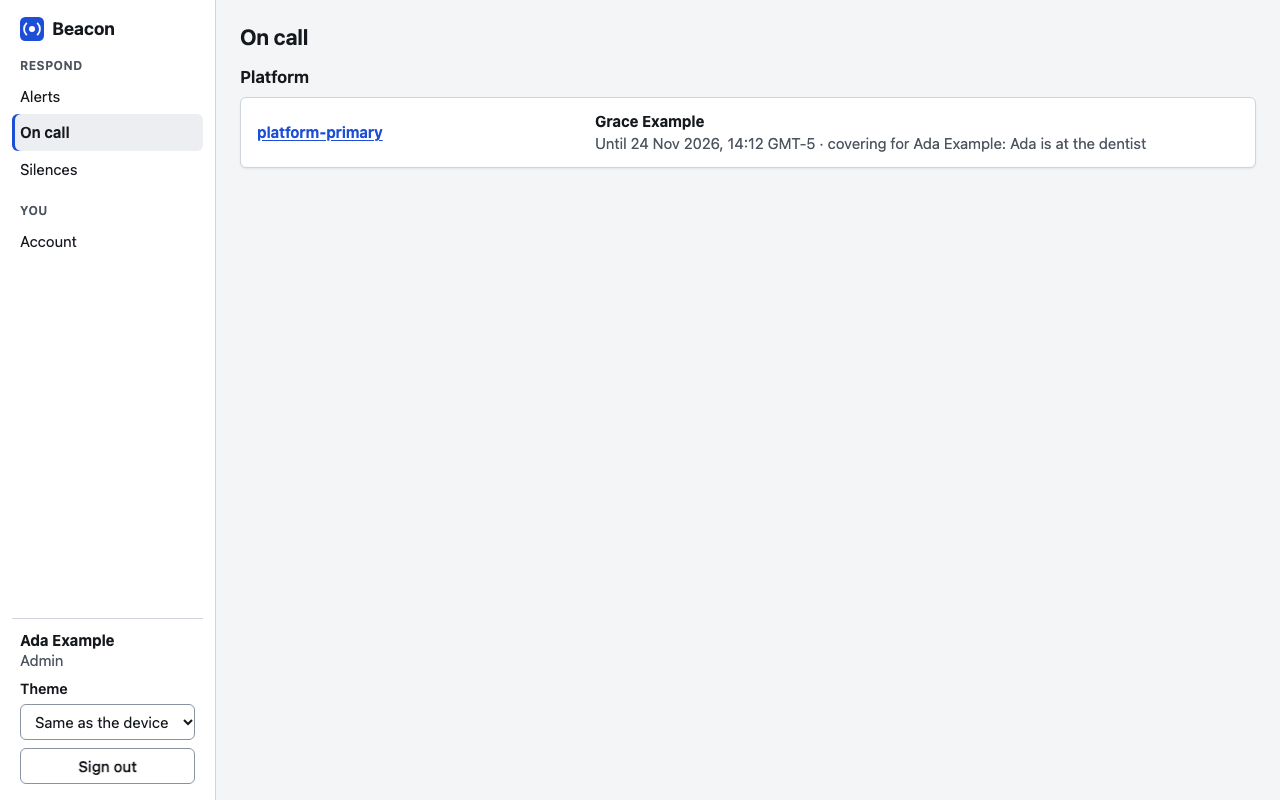 Beacon
RESPOND
Alerts
On call
Silences
YOU
Account
Ada Example
Admin
Theme
Same as the device
Sign out
On call
Platform
platform-primary
Grace Example
Until 24 Nov 2026, 14:12 GMT-5 · covering for Ada Example: Ada is at the dentist